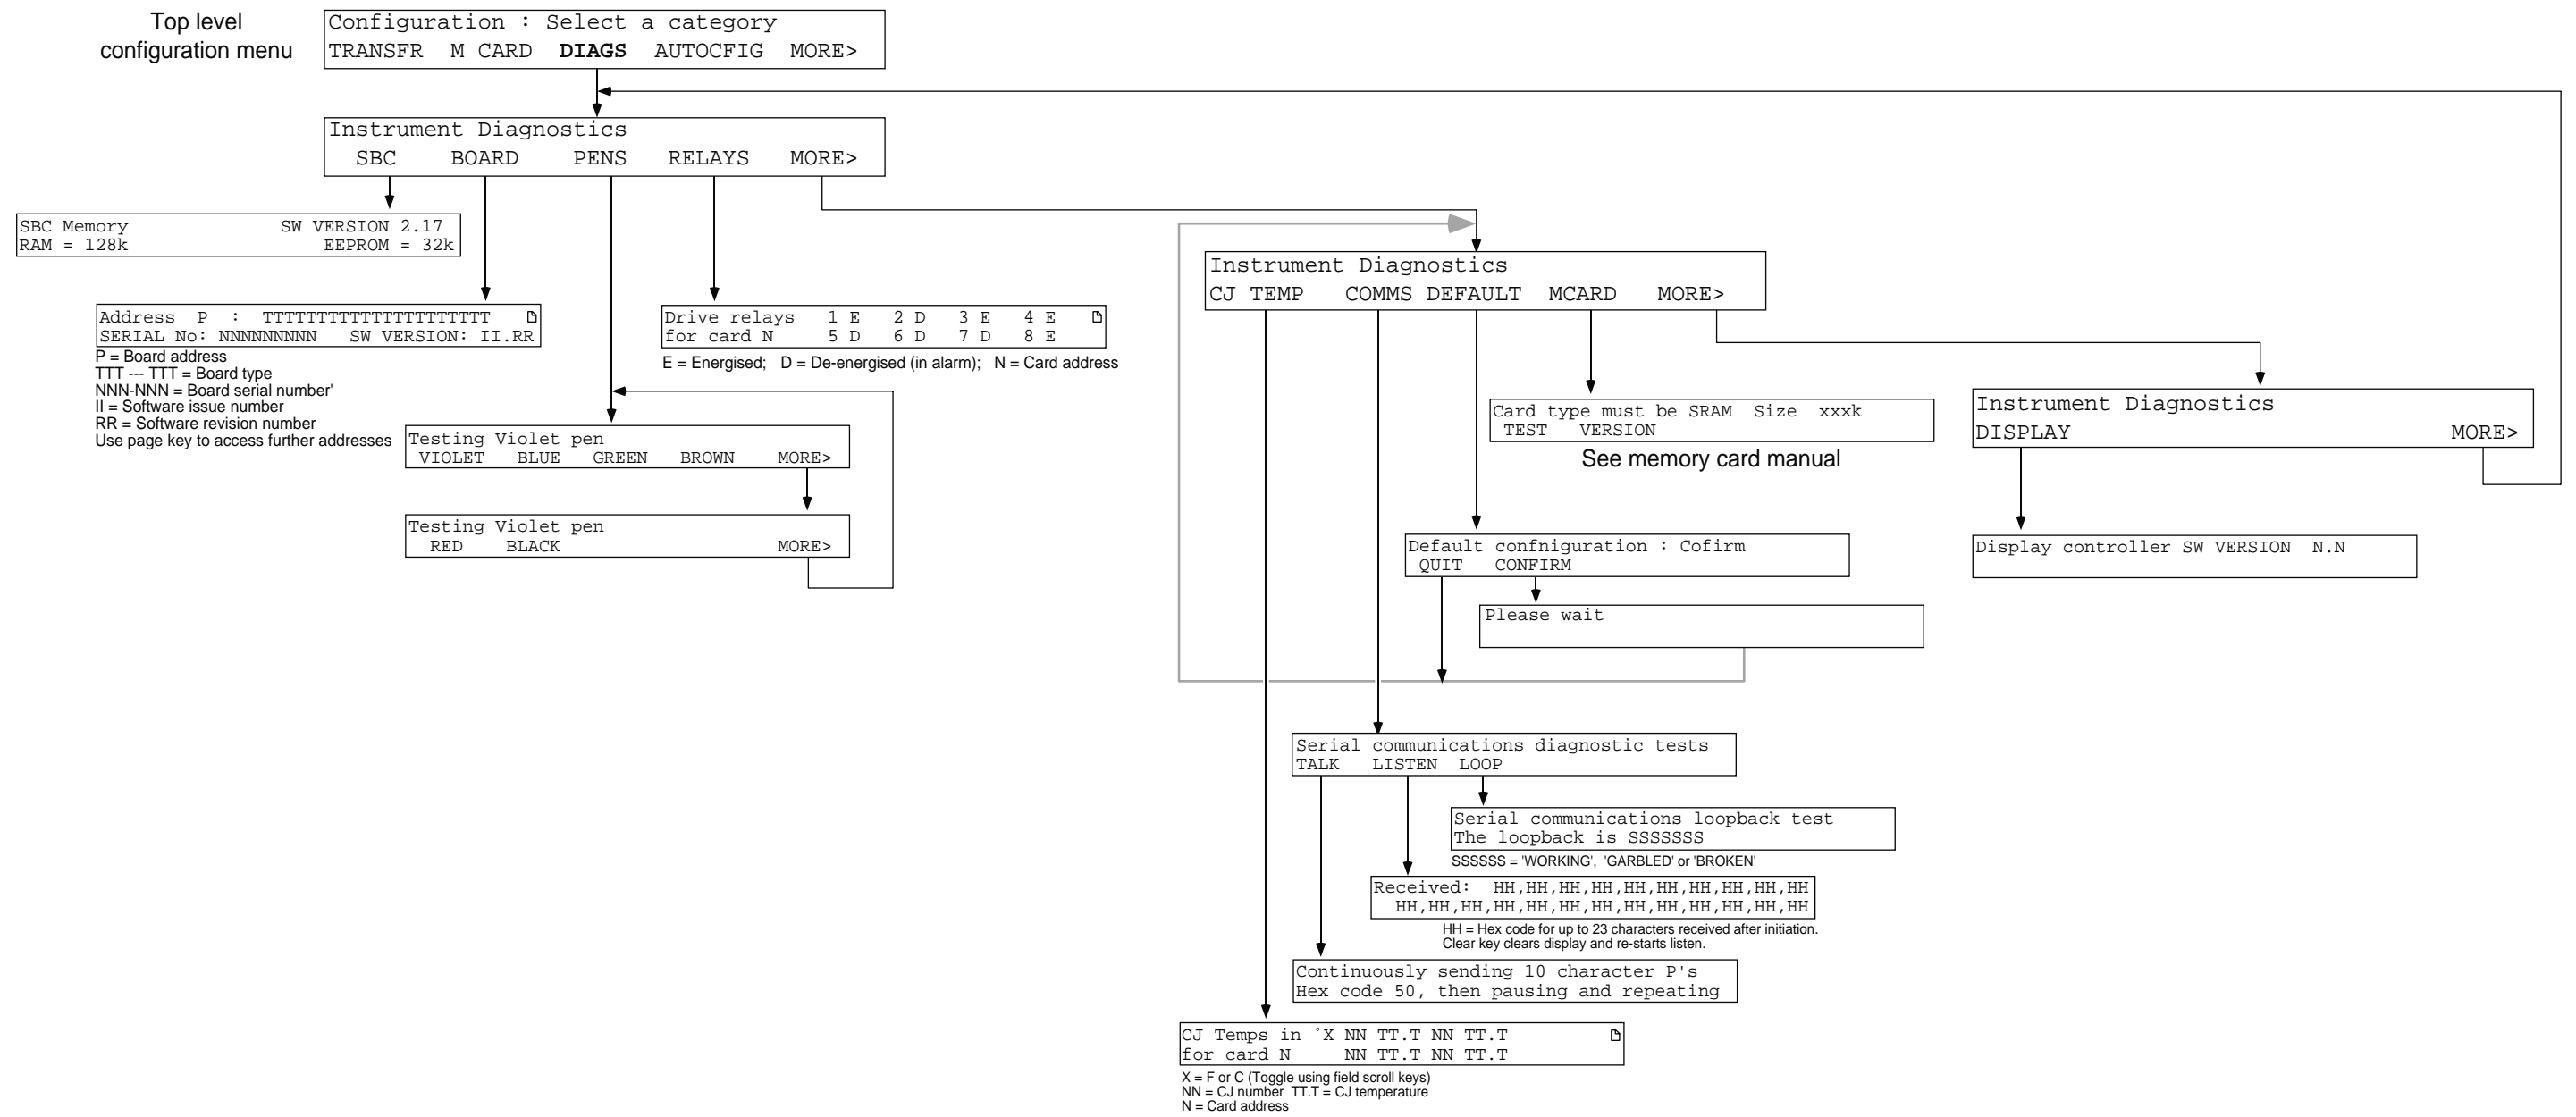 Top level
configuration menu
Configuration : Select a category
TRANSFR M CARD DIAGS AUTOCFIG MORE>
Instrument Diagnostics
SBC BOARD PENS RELAYS MORE>
SBC Memory SW VERSION 2.17
RAM = 128k EEPROM = 32k
Address P : TTTTTTTTTTTTTTTTTTTTT
SERIAL No: NNNNNNNNN SW VERSION: II.RR
P = Board address
TTT --- TTT = Board type
NNN-NNN = Board serial number'
II = Software issue number
RR = Software revision number
Use page key to access further addresses
Drive relays 1 E 2 D 3 E 4 E
for card N 5 D 6 D 7 D 8 E
E = Energised; D = De-energised (in alarm); N = Card address
Testing Violet pen
VIOLET BLUE GREEN BROWN MORE>
Testing Violet pen
RED BLACK MORE>
Instrument Diagnostics
CJ TEMP COMMS DEFAULT MCARD MORE>
Card type must be SRAM Size xxxk
TEST VERSION
See memory card manual
Instrument Diagnostics
DISPLAY MORE>
Display controller SW VERSION N.N
Default confniguration : Cofirm
QUIT CONFIRM
Please wait
Serial communications diagnostic tests
TALK LISTEN LOOP
Serial communications loopback test
The loopback is SSSSSSS
SSSSSS = 'WORKING', 'GARBLED' or 'BROKEN'
Received: HH,HH,HH,HH,HH,HH,HH,HH,HH,HH
HH,HH,HH,HH,HH,HH,HH,HH,HH,HH,HH,HH,HH
HH = Hex code for up to 23 characters received after initiation.
Clear key clears display and re-starts listen.
Continuously sending 10 character P's
Hex code 50, then pausing and repeating
CJ Temps in °X NN TT.T NN TT.T
for card N NN TT.T NN TT.T
X = F or C (Toggle using field scroll keys)
NN = CJ number TT.T = CJ temperature
N = Card address